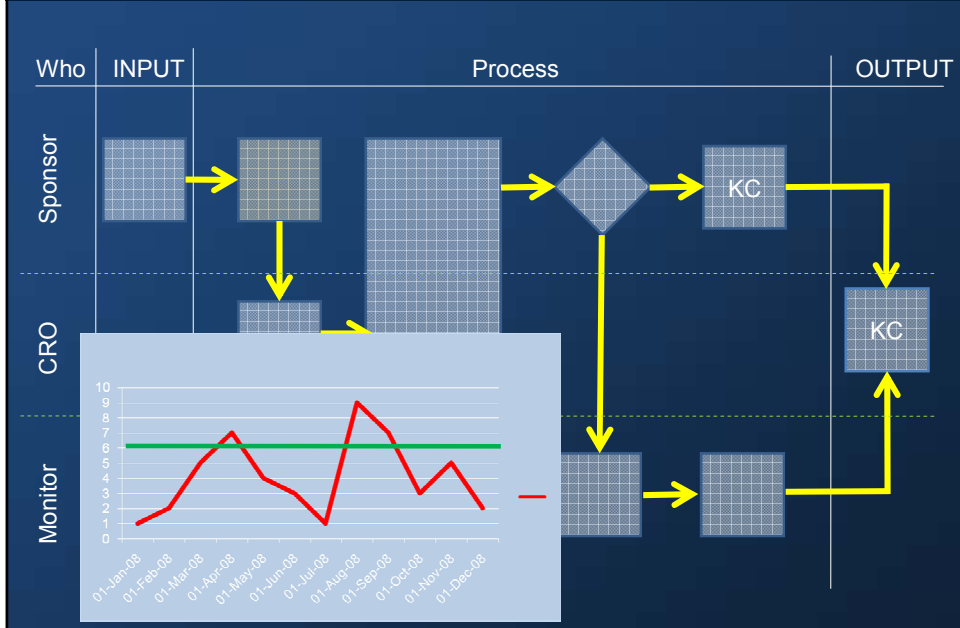 Who INPUT Process OUTPUT
Sponsor
KC
CRO
KC
Monitor
10
9
8
7
6
5
4
3
2
1
0
01-Jan-08
01-Feb-08
01-Mar-08
01-Apr-08
01-May-08
01-Jun-08
01-Jul-08
01-Aug-08
01-Sep-08
01-Oct-08
01-Nov-08
01-Dec-08